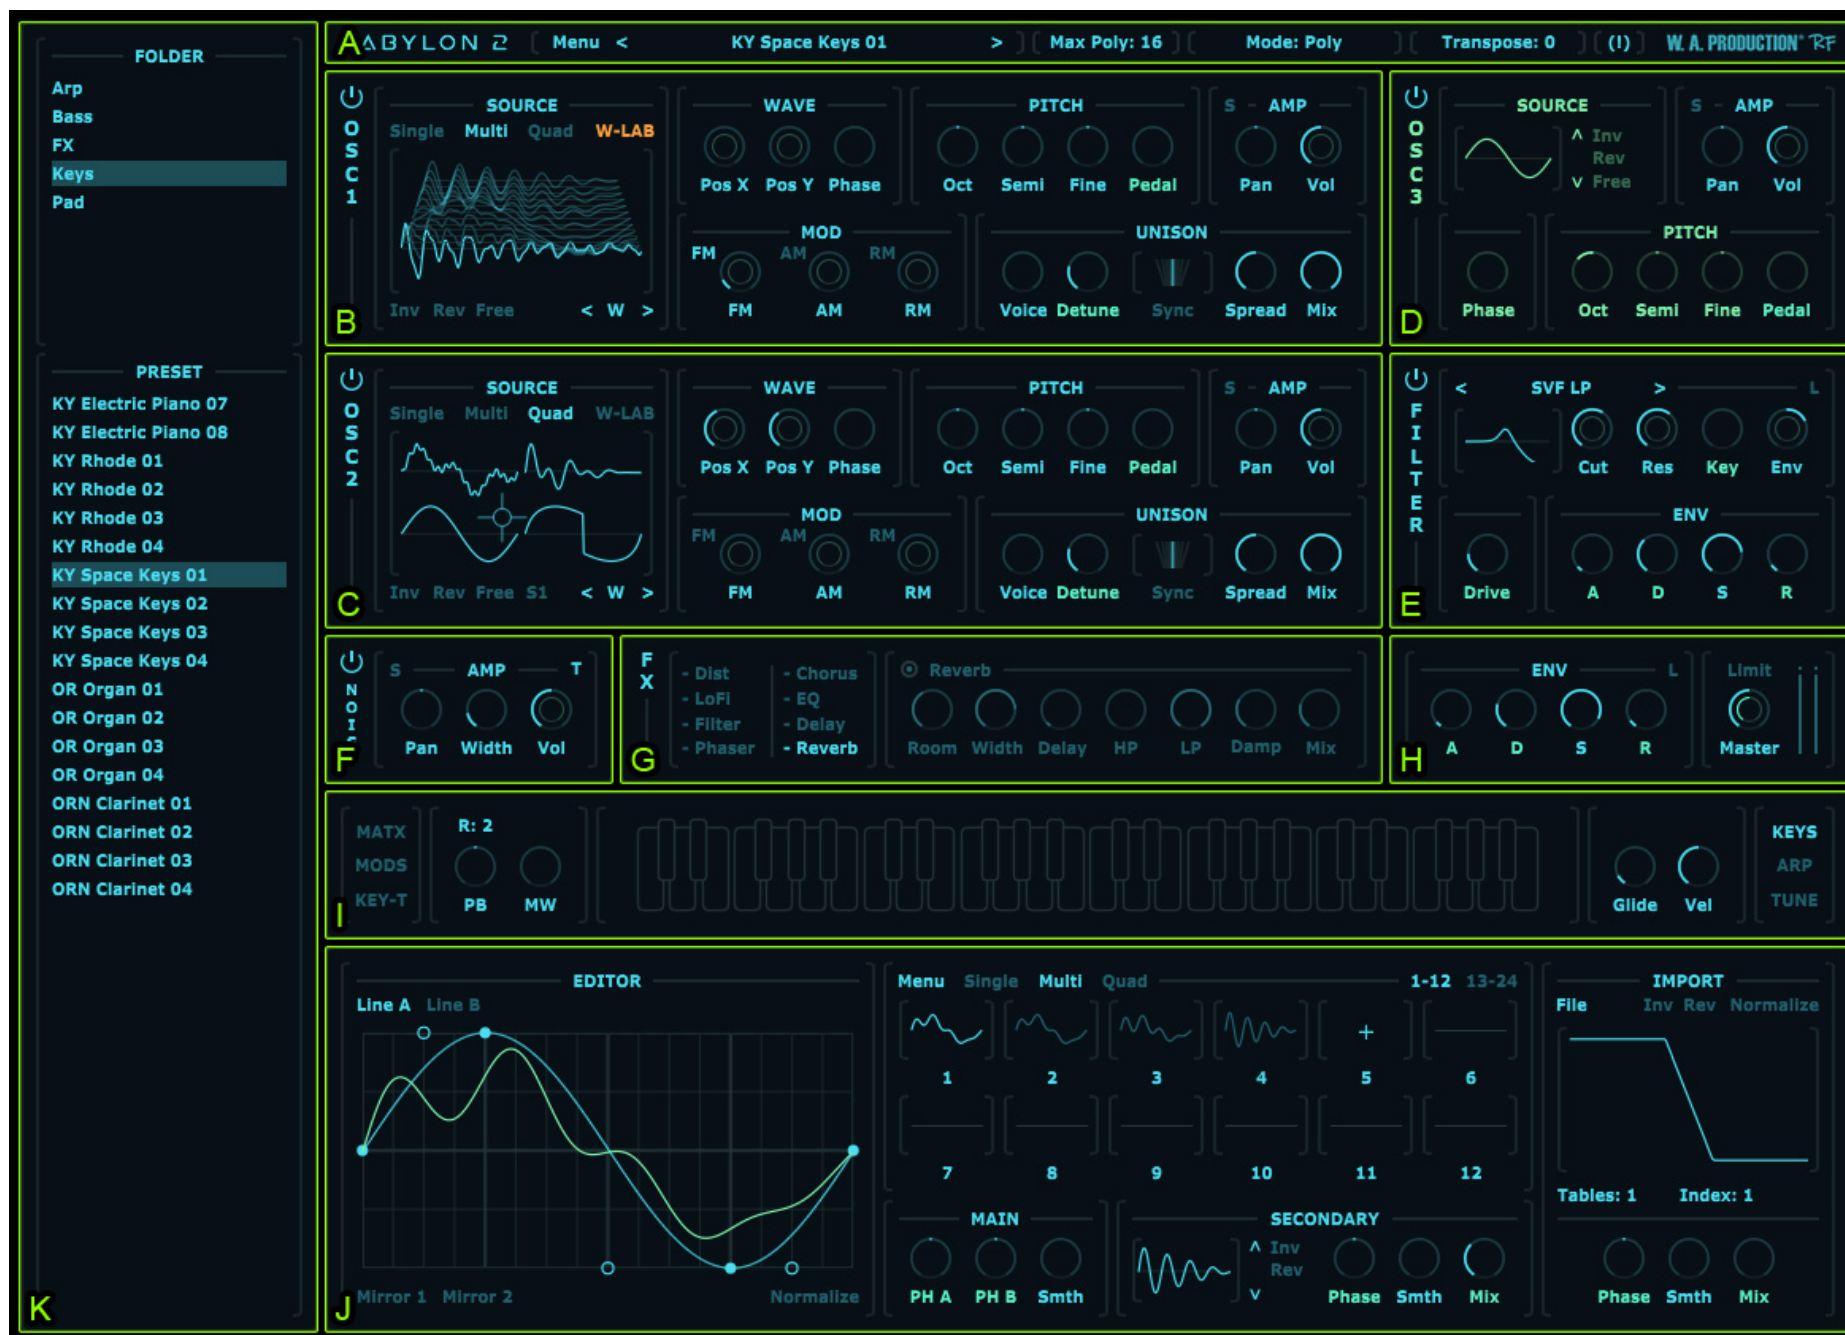 FOLDER
Arp
Bass
FX
Keys
Pad
PRESET
KY Electric Piano 07
KY Electric Piano 08
KY Rhode 01
KY Rhode 02
KY Rhode 03
KY Rhode 04
KY Space Keys 01
KY Space Keys 02
KY Space Keys 03
KY Space Keys 04
OR Organ 01
OR Organ 02
OR Organ 03
OR Organ 04
ORN Clarinet 01
ORN Clarinet 02
ORN Clarinet 03
ORN Clarinet 04
K
A ABYLON 2 Menu < KY Space Keys 01 > Max Poly: 16 Mode: Poly Transpose: 0 (!) W. A. PRODUCTION® RF
OSC1
SOURCE WAVE PITCH S AMP
Single Multi Quad W-LAB
Pos X Pos Y Phase Oct Semi Fine Pedal Pan Vol
MOD UNISON
FM AM RM
Inv Rev Free < W > FM AM RM Voice Detune Sync Spread Mix
B
OSC3
SOURCE S AMP
Inv
Rev
Free
Pan Vol
PITCH
Phase Oct Semi Fine Pedal
D
OSC2
SOURCE WAVE PITCH S AMP
Single Multi Quad W-LAB
Pos X Pos Y Phase Oct Semi Fine Pedal Pan Vol
MOD UNISON
FM AM RM
Inv Rev Free S1 < W > FM AM RM Voice Detune Sync Spread Mix
C
FILTER
< SVF LP > L
Cut Res Key Env
ENV
Drive A D S R
E
NOIS
S AMP T
Pan Width Vol
F
FX
- Dist - Chorus
- LoFi - EQ
- Filter - Delay
- Phaser - Reverb
Reverb
Room Width Delay HP LP Damp Mix
G
ENV L Limit
A D S R Master
H
MATX
MODS
KEY-T
R: 2
PB MW
Glide Vel
KEYS
ARP
TUNE
I
EDITOR
Line A Line B
Mirror 1 Mirror 2 Normalize
J
Menu Single Multi Quad 1-12 13-24
+
1 2 3 4 5 6
7 8 9 10 11 12
MAIN
PH A PH B Smth
SECONDARY
Inv
Rev
Phase Smth Mix
IMPORT
File Inv Rev Normalize
Tables: 1 Index: 1
Phase Smth Mix